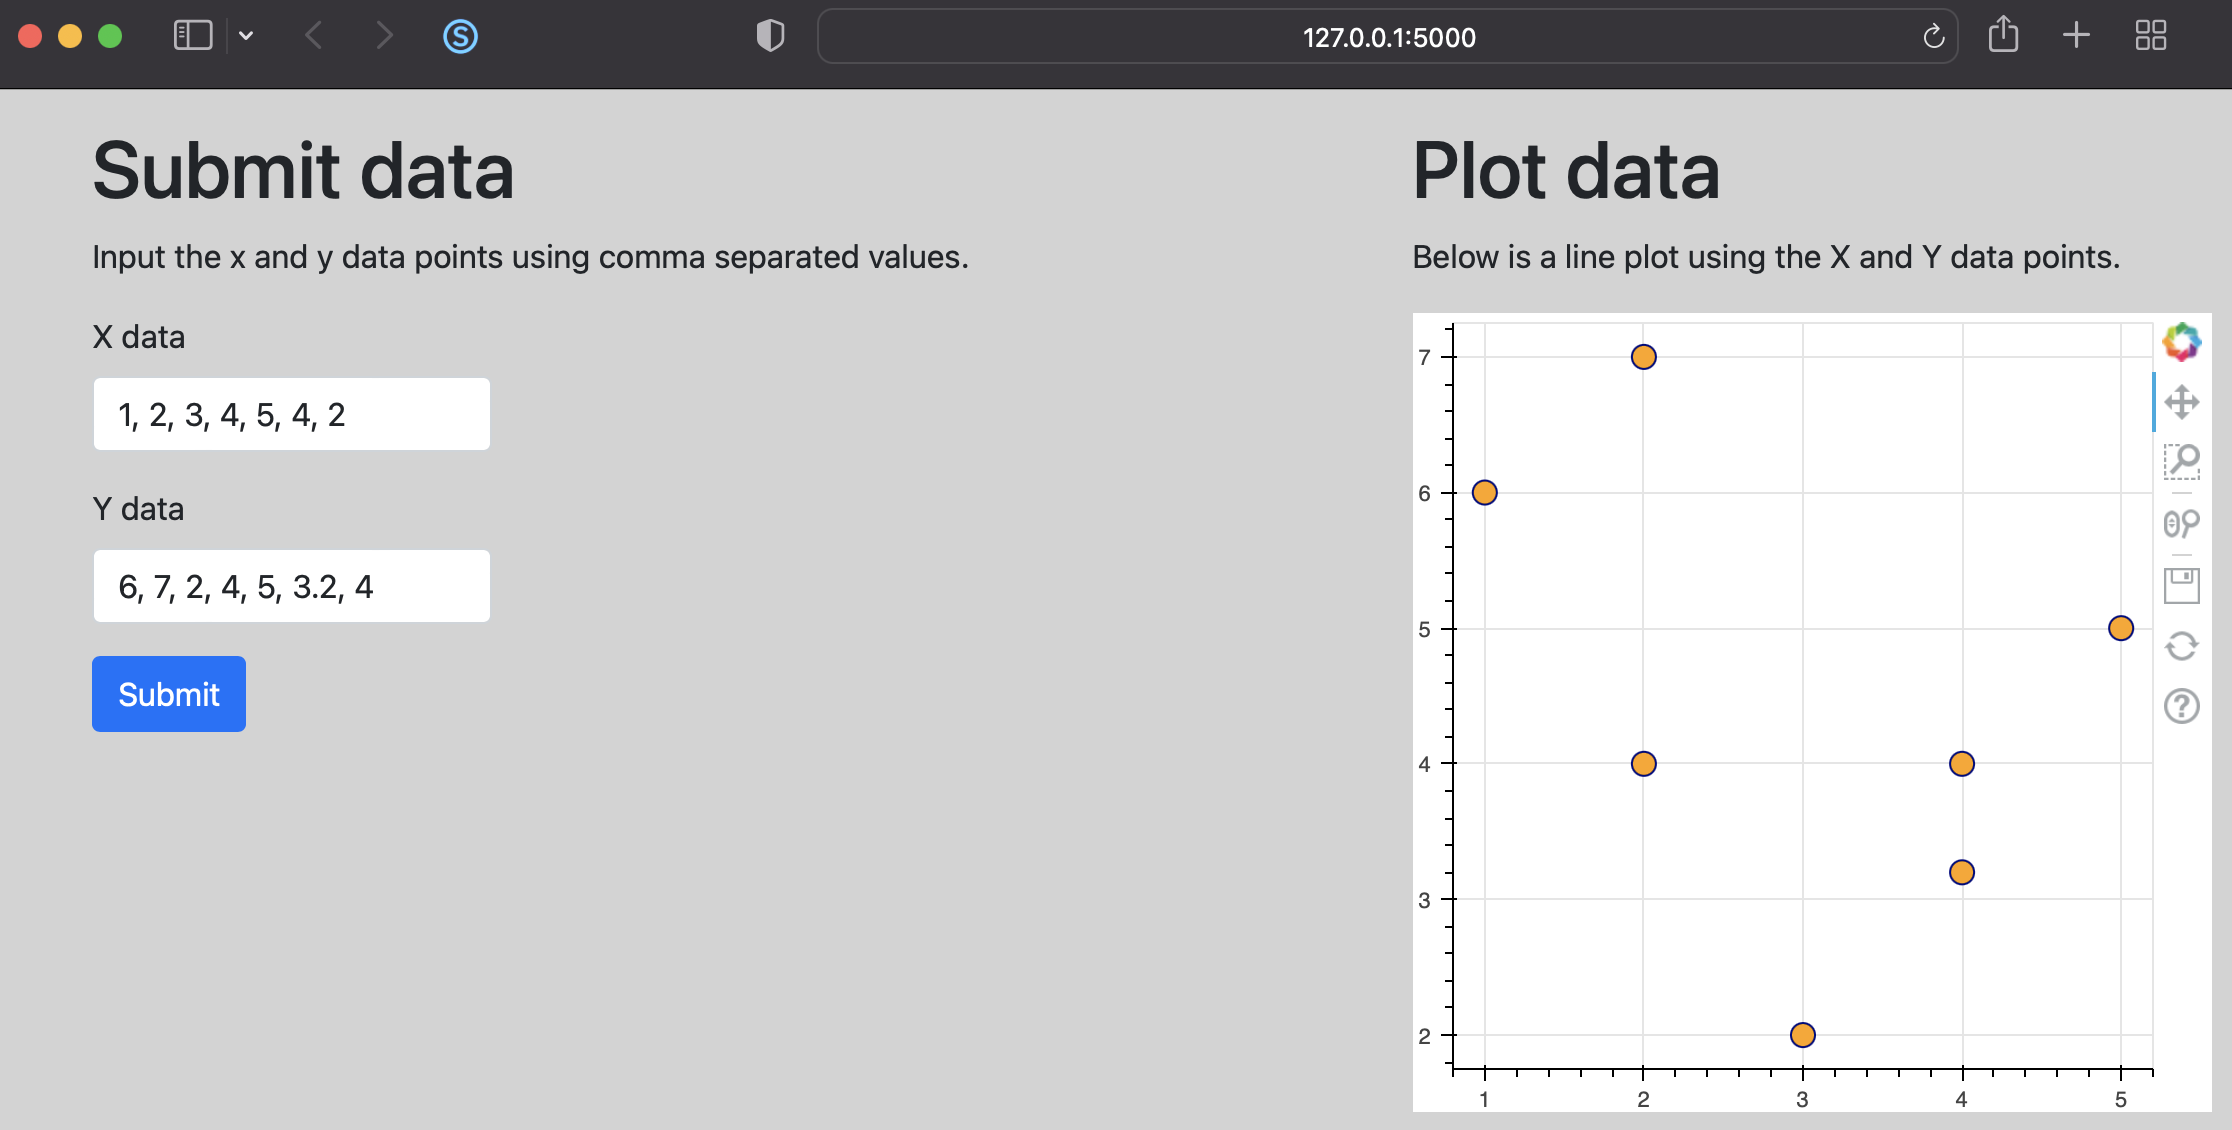 127.0.0.1:5000
Submit data
Input the x and y data points using comma separated values.
X data
1, 2, 3, 4, 5, 4, 2
Y data
6, 7, 2, 4, 5, 3.2, 4
Submit
Plot data
Below is a line plot using the X and Y data points.
7
6
5
4
3
2
1 2 3 4 5